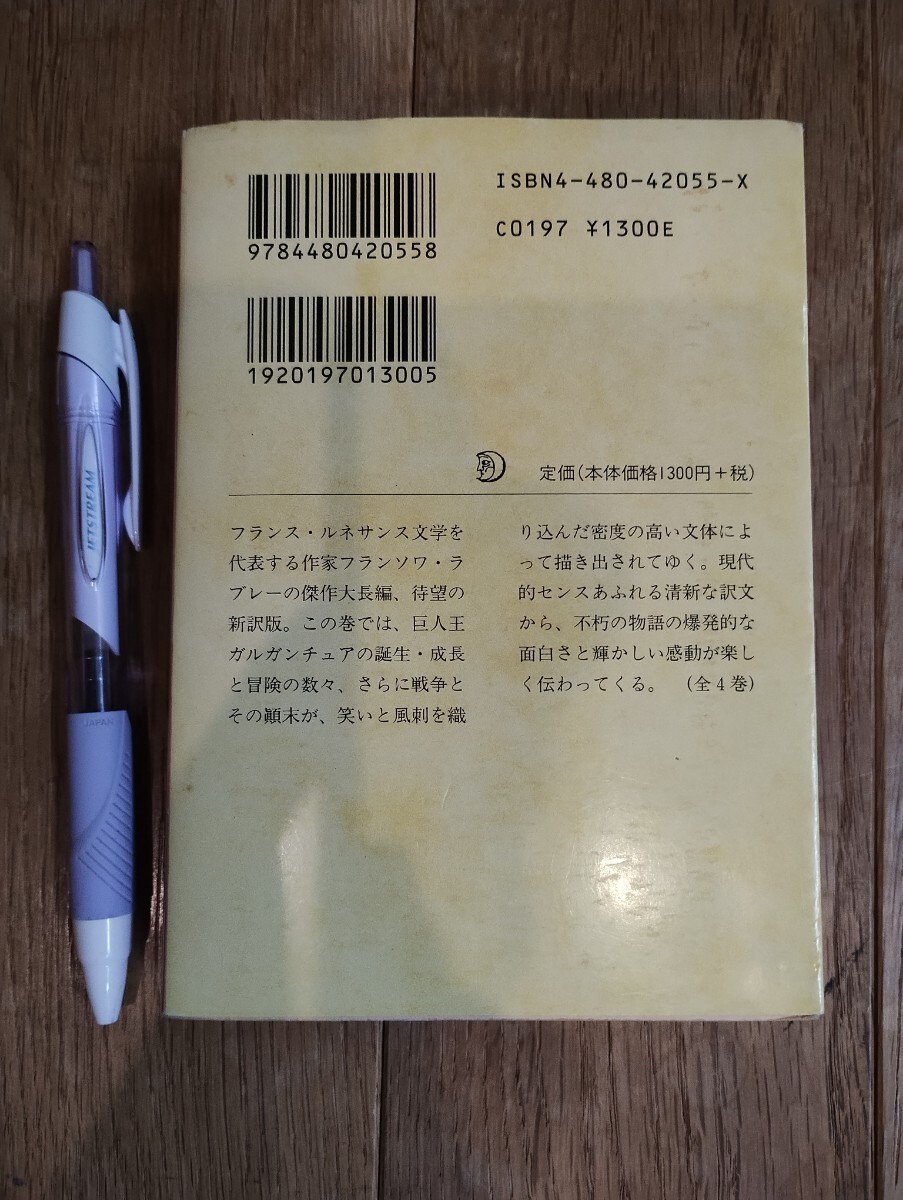 ISBN4-480-42055-X
C0197 ¥1300E
9784480420558
1920197013005
定価(本体価格1300円+税)
フランス・ルネサンス文学を
代表する作家フランソワ・ラ
ブレーの傑作大長編、待望の
新訳版。この巻では、巨人王
ガルガンチュアの誕生・成長
と冒険の数々、さらに戦争と
その顚末が、笑いと風刺を織
り込んだ密度の高い文体によ
って描き出されてゆく。現代
的センスあふれる清新な訳文
から、不朽の物語の爆発的な
面白さと輝かしい感動が楽し
く伝わってくる。 (全4巻)
JETSTREAM
JAPAN